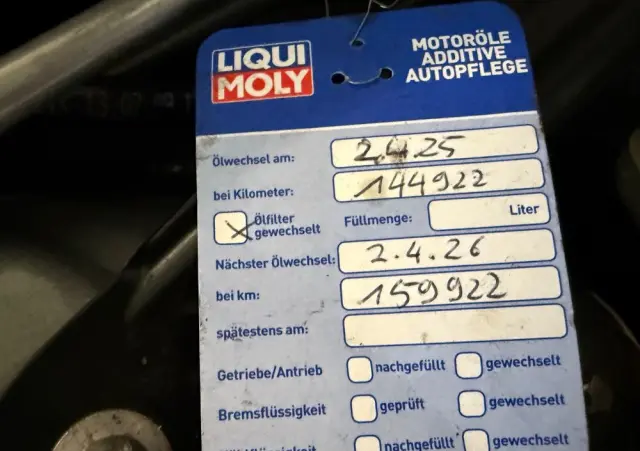 LIQUI
MOLY
MOTORÖLE
ADDITIVE
AUTOPFLEGE
Ölwechsel am: 2.4.25
bei Kilometer: 144922
Ölfilter
gewechselt
Füllmenge: Liter
Nächster Ölwechsel: 2.4.26
bei km: 159922
spätestens am:
Getriebe/Antrieb nachgefüllt gewechselt
Bremsflüssigkeit geprüft gewechselt
nachgefüllt gewechselt